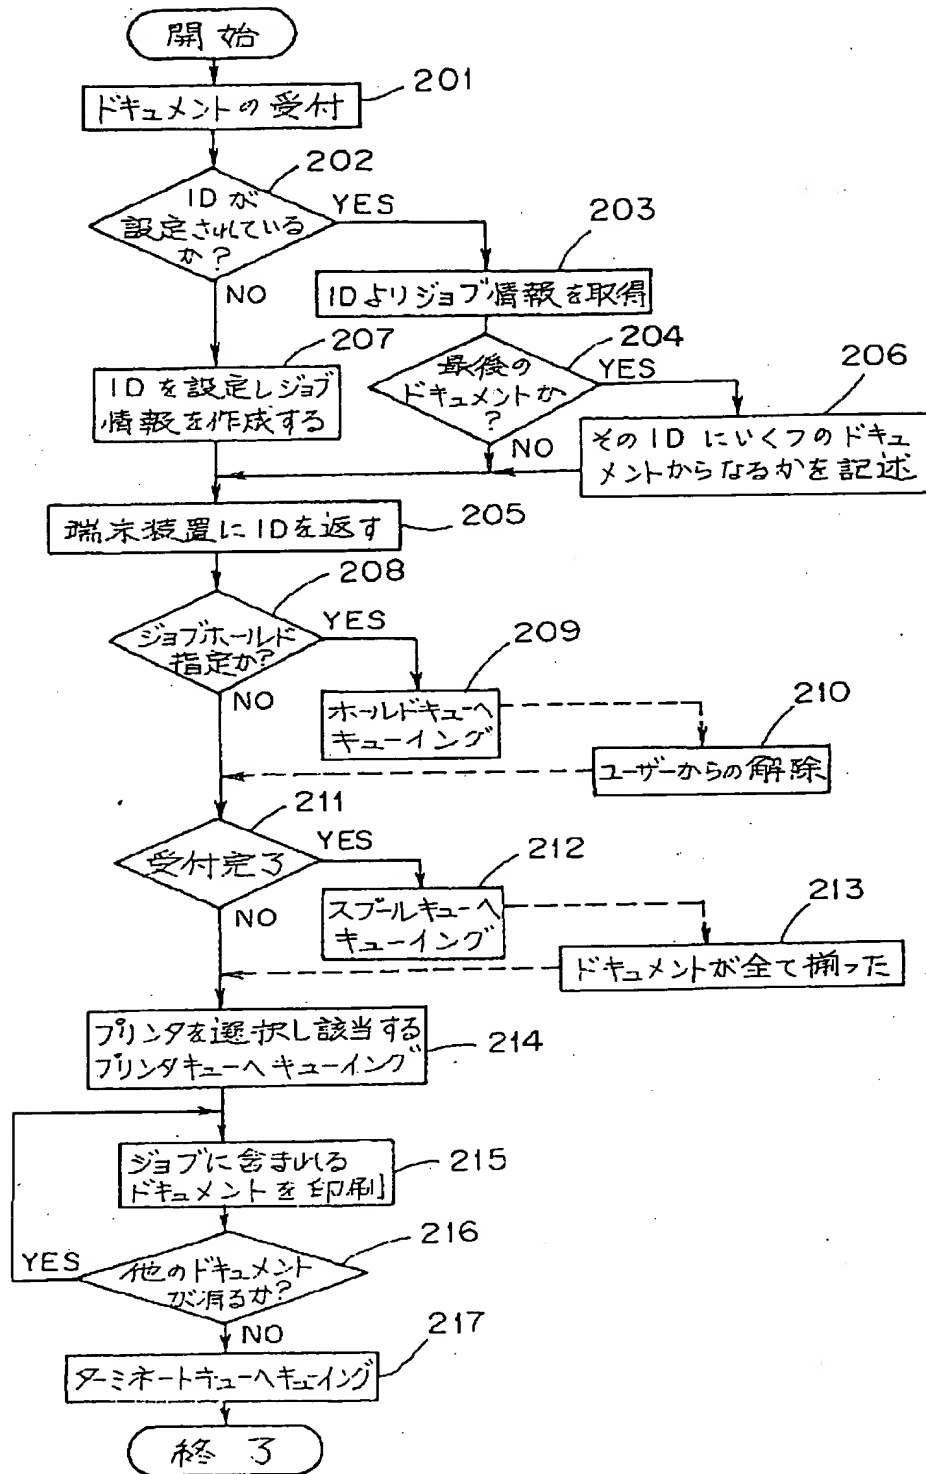 開始
ドキュメントの受付
201
IDが
設定されている
か?
202
YES
NO
IDよりジョブ情報を取得
203
最後の
ドキュメントか
?
204
YES
NO
そのIDにいくつのドキュ
メントからなるかを記述
206
IDを設定しジョブ
情報を作成する
207
端末装置にIDを返す
205
ジョブホールド
指定か?
208
YES
NO
ホールドキューへ
キューイング
209
ユーザーからの解除
210
受付完了
211
YES
NO
スプールキューへ
キューイング
212
ドキュメントが全て揃った
213
プリンタを選択し該当する
プリンタキューへキューイング
214
ジョブに含まれる
ドキュメントを印刷
215
他のドキュメント
があるか?
216
YES
NO
ターミネートキューへキューイング
217
終了